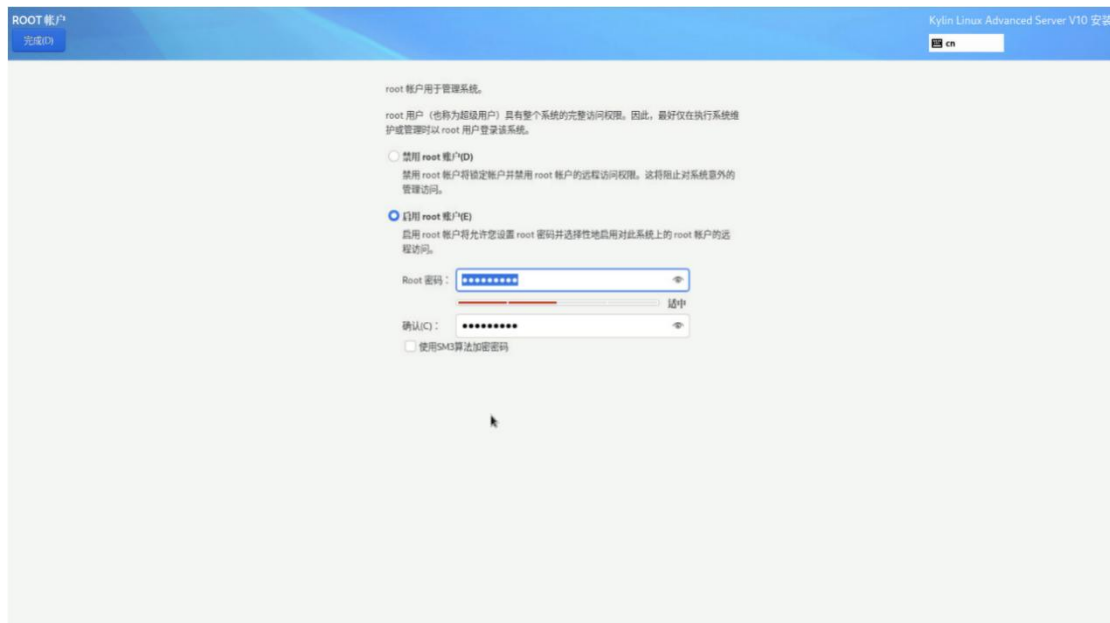 ROOT 帐户
完成(D)
Kylin Linux Advanced Server V10 安装
cn
root 帐户用于管理系统。
root 用户（也称为超级用户）具有整个系统的完整访问权限。因此，最好仅在执行系统维
护或管理时以 root 用户登录该系统。
禁用 root 账户(D)
禁用 root 帐户将锁定帐户并禁用 root 帐户的远程访问权限。这将阻止对系统意外的
管理访问。
启用 root 账户(E)
启用 root 帐户将允许您设置 root 密码并选择性地启用对此系统上的 root 帐户的远
程访问。
Root 密码：
适中
确认(C)：
使用SM3算法加密密码